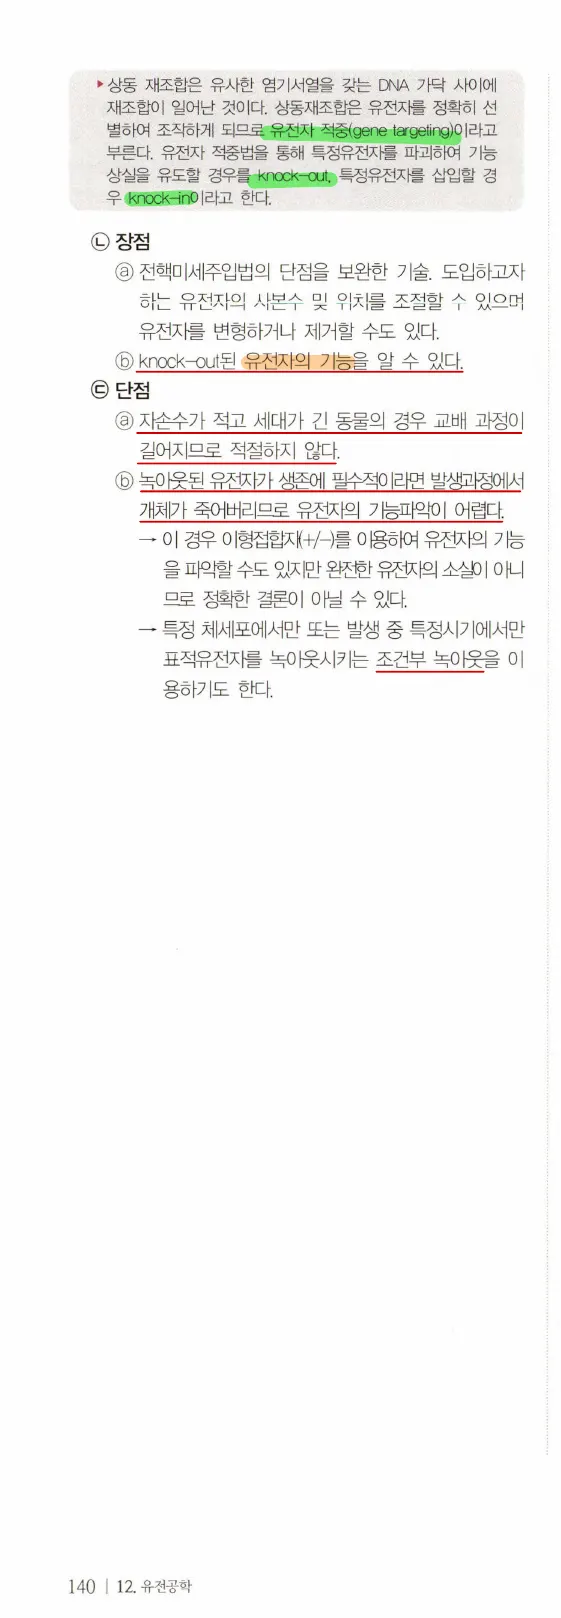 ▶상동 재조합은 유사한 염기서열을 갖는 DNA 가닥 사이에
재조합이 일어난 것이다. 상동재조합은 유전자를 정확히 선
별하여 조작하게 되므로 유전자 적중(gene targeting)이라고
부른다. 유전자 적중법을 통해 특정유전자를 파괴하여 기능
상실을 유도할 경우를 knock-out, 특정유전자를 삽입할 경
우 knock-in이라고 한다.
㉡ 장점
ⓐ 전핵미세주입법의 단점을 보완한 기술. 도입하고자
하는 유전자의 사본수 및 위치를 조절할 수 있으며
유전자를 변형하거나 제거할 수도 있다.
ⓑ knock-out된 유전자의 기능을 알 수 있다.
㉢ 단점
ⓐ 자손수가 적고 세대가 긴 동물의 경우 교배 과정이
길어지므로 적절하지 않다.
ⓑ 녹아웃된 유전자가 생존에 필수적이라면 발생과정에서
개체가 죽어버리므로 유전자의 기능파악이 어렵다.
→ 이 경우 이형접합자(+/-)를 이용하여 유전자의 기능
을 파악할 수도 있지만 완전한 유전자의 소실이 아니
므로 정확한 결론이 아닐 수 있다.
→ 특정 체세포에서만 또는 발생 중 특정시기에서만
표적유전자를 녹아웃시키는 조건부 녹아웃을 이
용하기도 한다.
140 | 12. 유전공학